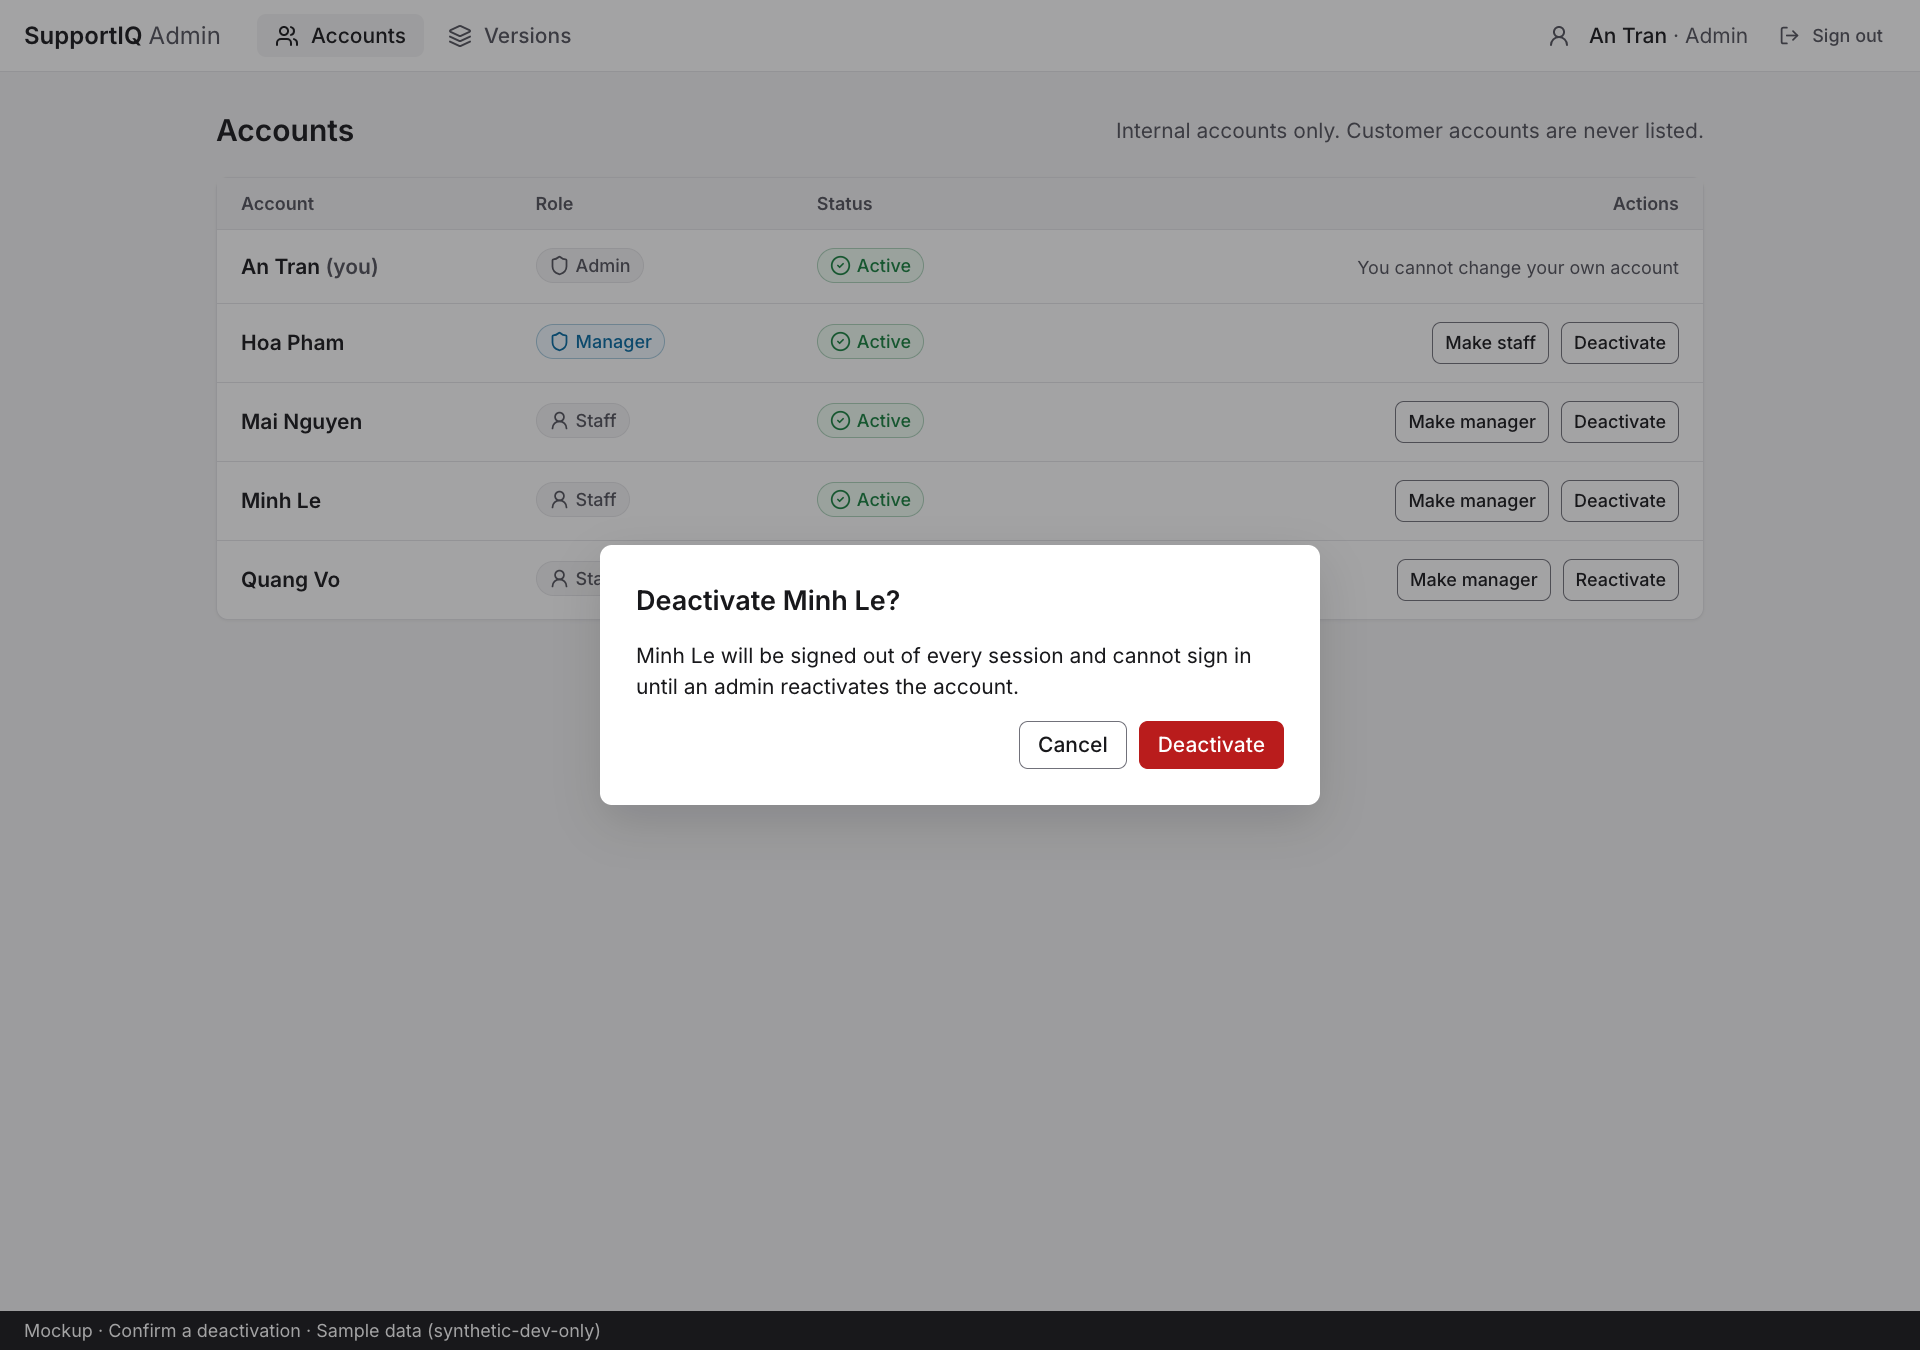 SupportIQ Admin
Accounts
Versions
An Tran · Admin
Sign out
Accounts
Internal accounts only. Customer accounts are never listed.
Account Role Status Actions
An Tran (you) Admin Active You cannot change your own account
Hoa Pham Manager Active Make staff Deactivate
Mai Nguyen Staff Active Make manager Deactivate
Minh Le Staff Active Make manager Deactivate
Quang Vo Sta Make manager Reactivate
Deactivate Minh Le?
Minh Le will be signed out of every session and cannot sign in
until an admin reactivates the account.
Cancel Deactivate
Mockup · Confirm a deactivation · Sample data (synthetic-dev-only)